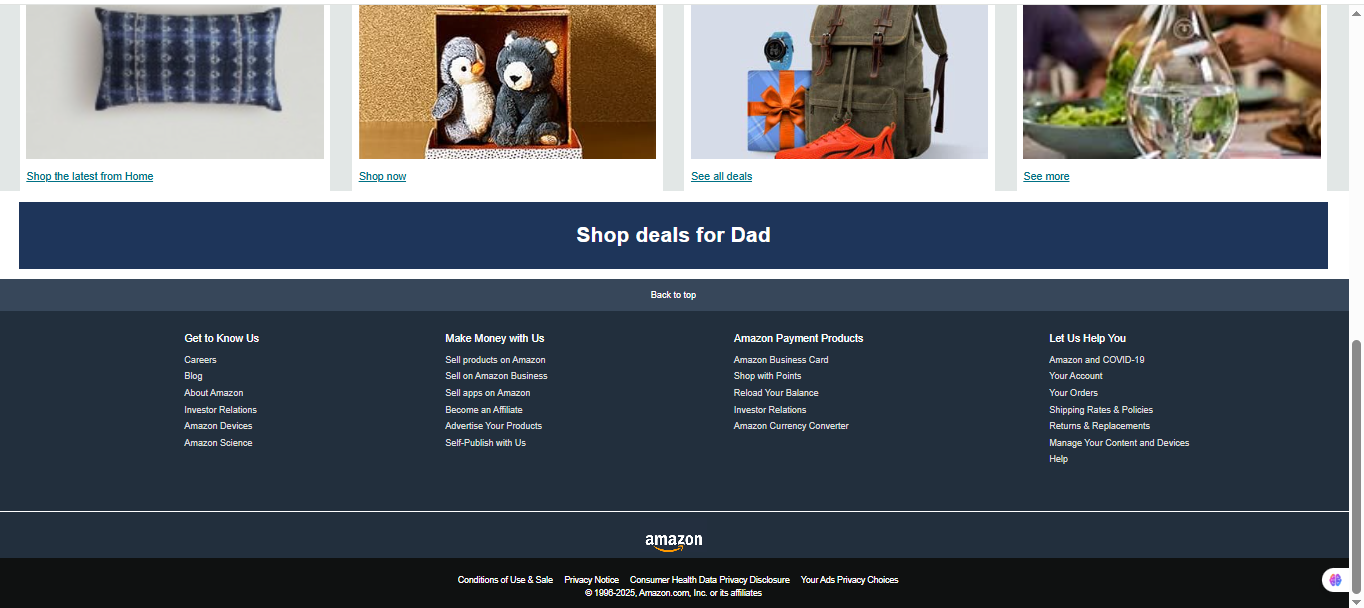 Shop the latest from Home
Shop now
See all deals
See more
Shop deals for Dad
Back to top
Get to Know Us
Careers
Blog
About Amazon
Investor Relations
Amazon Devices
Amazon Science
Make Money with Us
Sell products on Amazon
Sell on Amazon Business
Sell apps on Amazon
Become an Affiliate
Advertise Your Products
Self-Publish with Us
Amazon Payment Products
Amazon Business Card
Shop with Points
Reload Your Balance
Investor Relations
Amazon Currency Converter
Let Us Help You
Amazon and COVID-19
Your Account
Your Orders
Shipping Rates & Policies
Returns & Replacements
Manage Your Content and Devices
Help
amazon
Conditions of Use & Sale Privacy Notice Consumer Health Data Privacy Disclosure Your Ads Privacy Choices
© 1996-2025, Amazon.com, Inc. or its affiliates